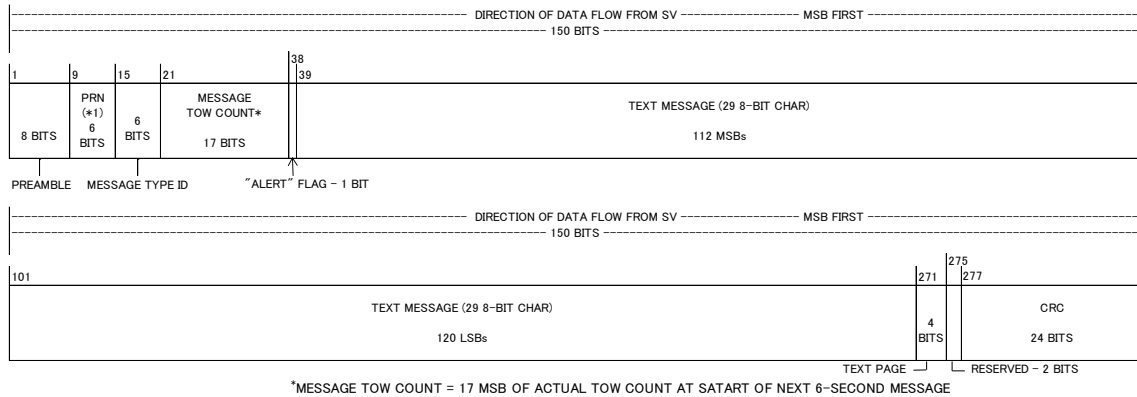 DIRECTION OF DATA FLOW FROM SV MSB FIRST
150 BITS
38
1 9 15 21 39
PRN
(*1)
6
BITS
8 BITS
6
BITS
MESSAGE
TOW COUNT*
17 BITS
TEXT MESSAGE (29 8-BIT CHAR)
112 MSBs
PREAMBLE MESSAGE TYPE ID "ALERT" FLAG - 1 BIT
DIRECTION OF DATA FLOW FROM SV MSB FIRST
150 BITS
275
101 271 277
TEXT MESSAGE (29 8-BIT CHAR)
120 LSBs
4
BITS
CRC
24 BITS
TEXT PAGE RESERVED - 2 BITS
*MESSAGE TOW COUNT = 17 MSB OF ACTUAL TOW COUNT AT SATART OF NEXT 6-SECOND MESSAGE